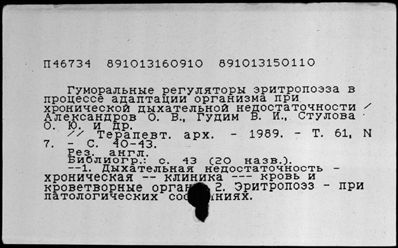 П46734 891013160910 891013150110
Гуморальные регуляторы эритропоэза в
процессе адаптации организма при
хронической дыхательной недостаточности /
Александров О. В., Гудим В. И., Стулова
О. Ю. и др.
// Терапевт. арх. - 1989. - Т. 61, N
7. - С. 40-43.
Рез. англ.
Библиогр.: с. 43 (20 назв.).
--1. Дыхательная недостаточность -
хроническая -- клиника --- кровь и
кроветворные 2. Эритропоэз - при
патологических